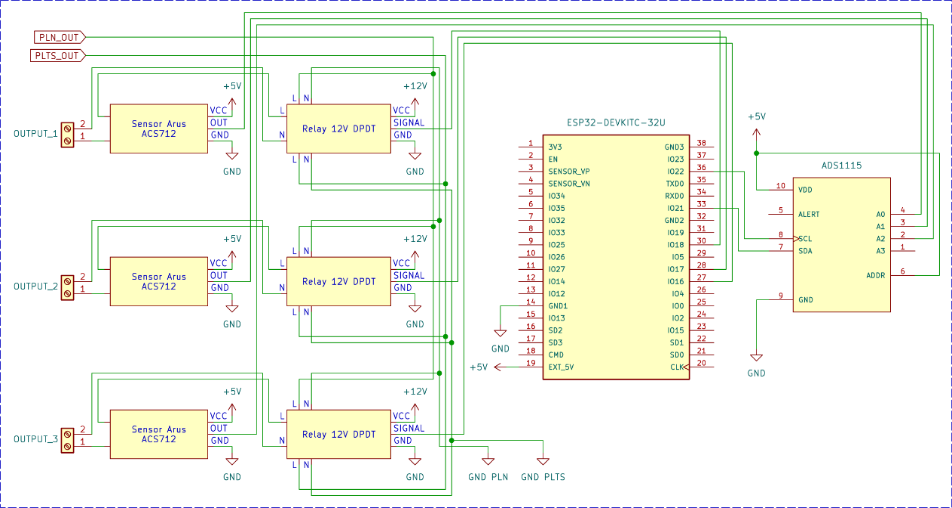 PLN_OUT
PLTS_OUT
OUTPUT_1
2
1
Sensor Arus
ACS712
+5V
VCC
OUT
GND
GND
L N
L
N
Relay 12V DPDT
L N
+12V
VCC
SIGNAL
GND
GND
OUTPUT_2
2
1
Sensor Arus
ACS712
+5V
VCC
OUT
GND
GND
L N
L
N
Relay 12V DPDT
L N
+12V
VCC
SIGNAL
GND
GND
OUTPUT_3
2
1
Sensor Arus
ACS712
+5V
VCC
OUT
GND
GND
L N
L
N
Relay 12V DPDT
L N
+12V
VCC
SIGNAL
GND
GND
GND PLN
GND PLTS
ESP32-DEVKITC-32U
1 3V3 GND3 38
2 EN IO23 37
3 SENSOR_VP IO22 36
4 SENSOR_VN TXD0 35
5 IO34 RXD0 34
6 IO35 IO21 33
7 IO32 GND2 32
8 IO33 IO19 31
9 IO25 IO18 30
10 IO26 IO5 29
11 IO27 IO17 28
12 IO14 IO16 27
13 IO12 IO4 26
14 GND1 IO0 25
15 IO13 IO2 24
16 SD2 IO15 23
17 SD3 SD1 22
18 CMD SD0 21
19 EXT_5V CLK 20
GND
+5V
+5V
ADS1115
10 VDD
5 ALERT A0 4
A1 3
8 SCL A2 2
7 SDA A3 1
ADDR 6
9 GND
GND